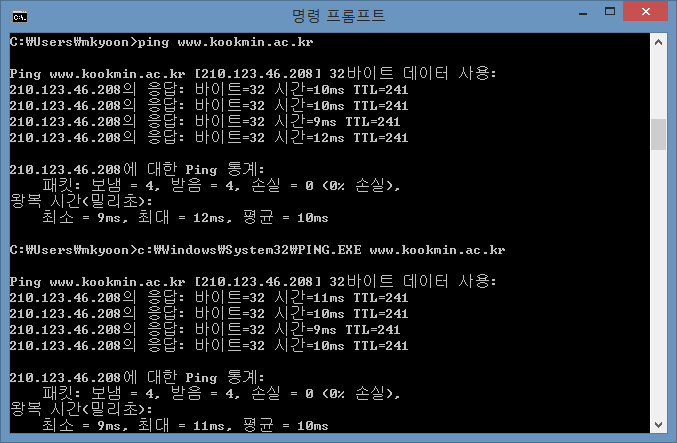 명령 프롬프트
C:₩Users₩mkyoon>ping www.kookmin.ac.kr
Ping www.kookmin.ac.kr [210.123.46.208] 32바이트 데이터 사용:
210.123.46.208의 응답: 바이트=32 시간=10ms TTL=241
210.123.46.208의 응답: 바이트=32 시간=10ms TTL=241
210.123.46.208의 응답: 바이트=32 시간=9ms TTL=241
210.123.46.208의 응답: 바이트=32 시간=12ms TTL=241
210.123.46.208에 대한 Ping 통계:
패킷: 보냄 = 4, 받음 = 4, 손실 = 0 (0% 손실),
왕복 시간(밀리초):
최소 = 9ms, 최대 = 12ms, 평균 = 10ms
C:₩Users₩mkyoon>c:₩Windows₩System32₩PING.EXE www.kookmin.ac.kr
Ping www.kookmin.ac.kr [210.123.46.208] 32바이트 데이터 사용:
210.123.46.208의 응답: 바이트=32 시간=11ms TTL=241
210.123.46.208의 응답: 바이트=32 시간=10ms TTL=241
210.123.46.208의 응답: 바이트=32 시간=9ms TTL=241
210.123.46.208의 응답: 바이트=32 시간=10ms TTL=241
210.123.46.208에 대한 Ping 통계:
패킷: 보냄 = 4, 받음 = 4, 손실 = 0 (0% 손실),
왕복 시간(밀리초):
최소 = 9ms, 최대 = 11ms, 평균 = 10ms